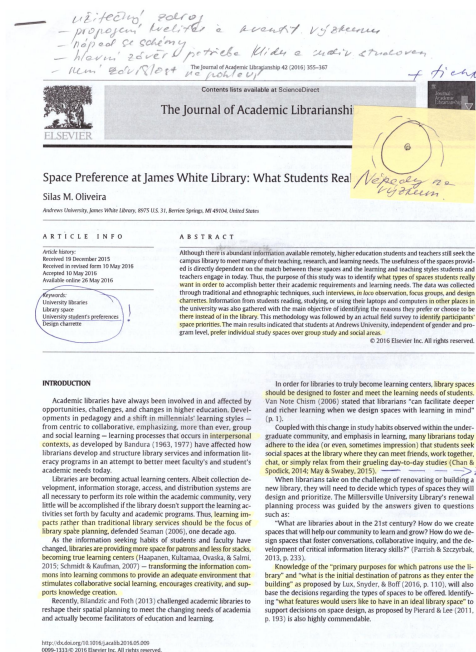 užitečný zdroj
- propojení kvalit. a kvantit. výzkumu
- nápad se schémy
- hlavní závěr: potřeba klidu a indiv. studoven
- není závislost na pohlaví
The Journal of Academic Librarianship 42 (2016) 355–367
Contents lists available at ScienceDirect
The Journal of Academic Librarianshi
ELSEVIER
Nápady na
výzkum.
Space Preference at James White Library: What Students Real
Silas M. Oliveira
Andrews University, James White Library, 8975 U.S. 31, Berrien Springs, MI 49104, United States
ARTICLE INFO
Article history:
Received 19 December 2015
Received in revised form 10 May 2016
Accepted 10 May 2016
Available online 26 May 2016
Keywords:
University libraries
Library space
University student's preferences
Design charrette
!
ABSTRACT
Although there is abundant information available remotely, higher education students and teachers still seek the
campus library to meet many of their teaching, research, and learning needs. The usefulness of the spaces provid-
ed is directly dependent on the match between these spaces and the learning and teaching styles students and
teachers engage in today. Thus, the purpose of this study was to identify what types of spaces students really
want in order to accomplish better their academic requirements and learning needs. The data was collected
through traditional and ethnographic techniques, such interviews, in loco observation, focus groups, and design
charrettes. Information from students reading, studying, or using their laptops and computers in other places in
the university was also gathered with the main objective of identifying the reasons they prefer or choose to be
there instead of in the library. This methodology was followed by an actual field survey to identify participants'
space priorities. The main results indicated that students at Andrews University, independent of gender and pro-
gram level, prefer individual study spaces over group study and social areas.
© 2016 Elsevier Inc. All rights reserved.
INTRODUCTION
Academic libraries have always been involved in and affected by
opportunities, challenges, and changes in higher education. Devel-
opments in pedagogy and a shift in millennials' learning styles –
from centric to collaborative, emphasizing, more than ever, group
and social learning — learning processes that occurs in interpersonal
contexts, as developed by Bandura (1963, 1977) have affected how
librarians develop and structure library services and information lit-
eracy programs in an attempt to better meet faculty's and student's
academic needs today.
Libraries are becoming actual learning centers. Albeit collection de-
velopment, information storage, access, and distribution systems are
all necessary to perform its role within the academic community, very
little will be accomplished if the library doesn't support the learning ac-
tivities set forth by faculty and academic programs. Thus, learning im-
pacts rather than traditional library services should be the focus of
library space planning, defended Seaman (2006), one decade ago.
As the information seeking habits of students and faculty have
changed, libraries are providing more space for patrons and less for stacks,
becoming true learning centers (Haapanen, Kultamaa, Ovaska, & Salmi,
2015; Schmidt & Kaufman, 2007) – transforming the information com-
mons into learning commons to provide an adequate environment that
stimulates collaborative social learning, encourages creativity, and sup-
ports knowledge creation.
Recently, Bilandzic and Foth (2013) challenged academic libraries to
reshape their spatial planning to meet the changing needs of academia
and actually become facilitators of education and learning.
In order for libraries to truly become learning centers, library spaces
should be designed to foster and meet the learning needs of students.
Van Note Chism (2006) stated that libraries "can facilitate deeper
and richer learning when we design spaces with learning in mind"
(p. 1).
Coupled with this change in study habits observed within the under-
graduate community, and emphasis in learning, many librarians today
adhere to the idea (or even, sometimes impression) that students seek
social spaces at the library where they can meet friends, work together,
chat, or simply relax from their grueling day-to-day studies (Chan &
Spodick, 2014; May & Swabey, 2015).
When librarians take on the challenge of renovating or building a
new library, they will need to decide which types of spaces they will
design and prioritize. The Millersville University Library's renewal
planning process was guided by the answers given to questions
such as:
"What are libraries about in the 21st century? How do we create
spaces that will help our community to learn and grow? How do we de-
sign spaces that foster conversations, collaborative inquiry, and the de-
velopment of critical information literacy skills?" (Parrish & Szczyrbak,
2013, p. 233).
Knowledge of the "primary purposes for which patrons use the li-
brary" and "what is the initial destination of patrons as they enter the
building" as proposed by Lux, Snyder, & Boff (2016, p. 110), will also
base the decisions regarding the types of spaces to be offered. Identify-
ing "what features would users like to have in an ideal library space" to
support decisions on space design, as proposed by Pierard & Lee (2011,
p. 193) is also highly commendable.
http://dx.doi.org/10.1016/j.acalib.2016.05.009
0099-1333/© 2016 Elsevier Inc. All rights reserved.